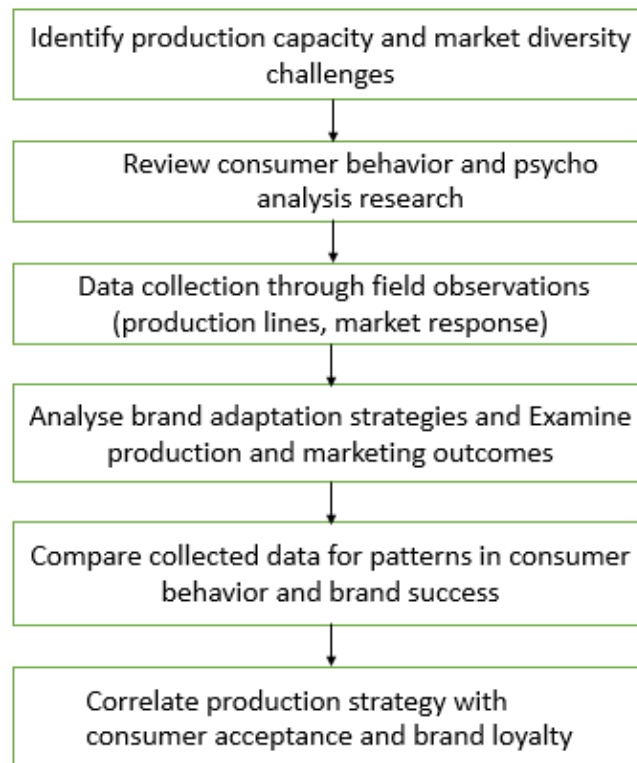 Identify production capacity and market diversity
challenges
Review consumer behavior and psycho
analysis research
Data collection through field observations
(production lines, market response)
Analyse brand adaptation strategies and Examine
production and marketing outcomes
Compare collected data for patterns in consumer
behavior and brand success
Correlate production strategy with
consumer acceptance and brand loyalty